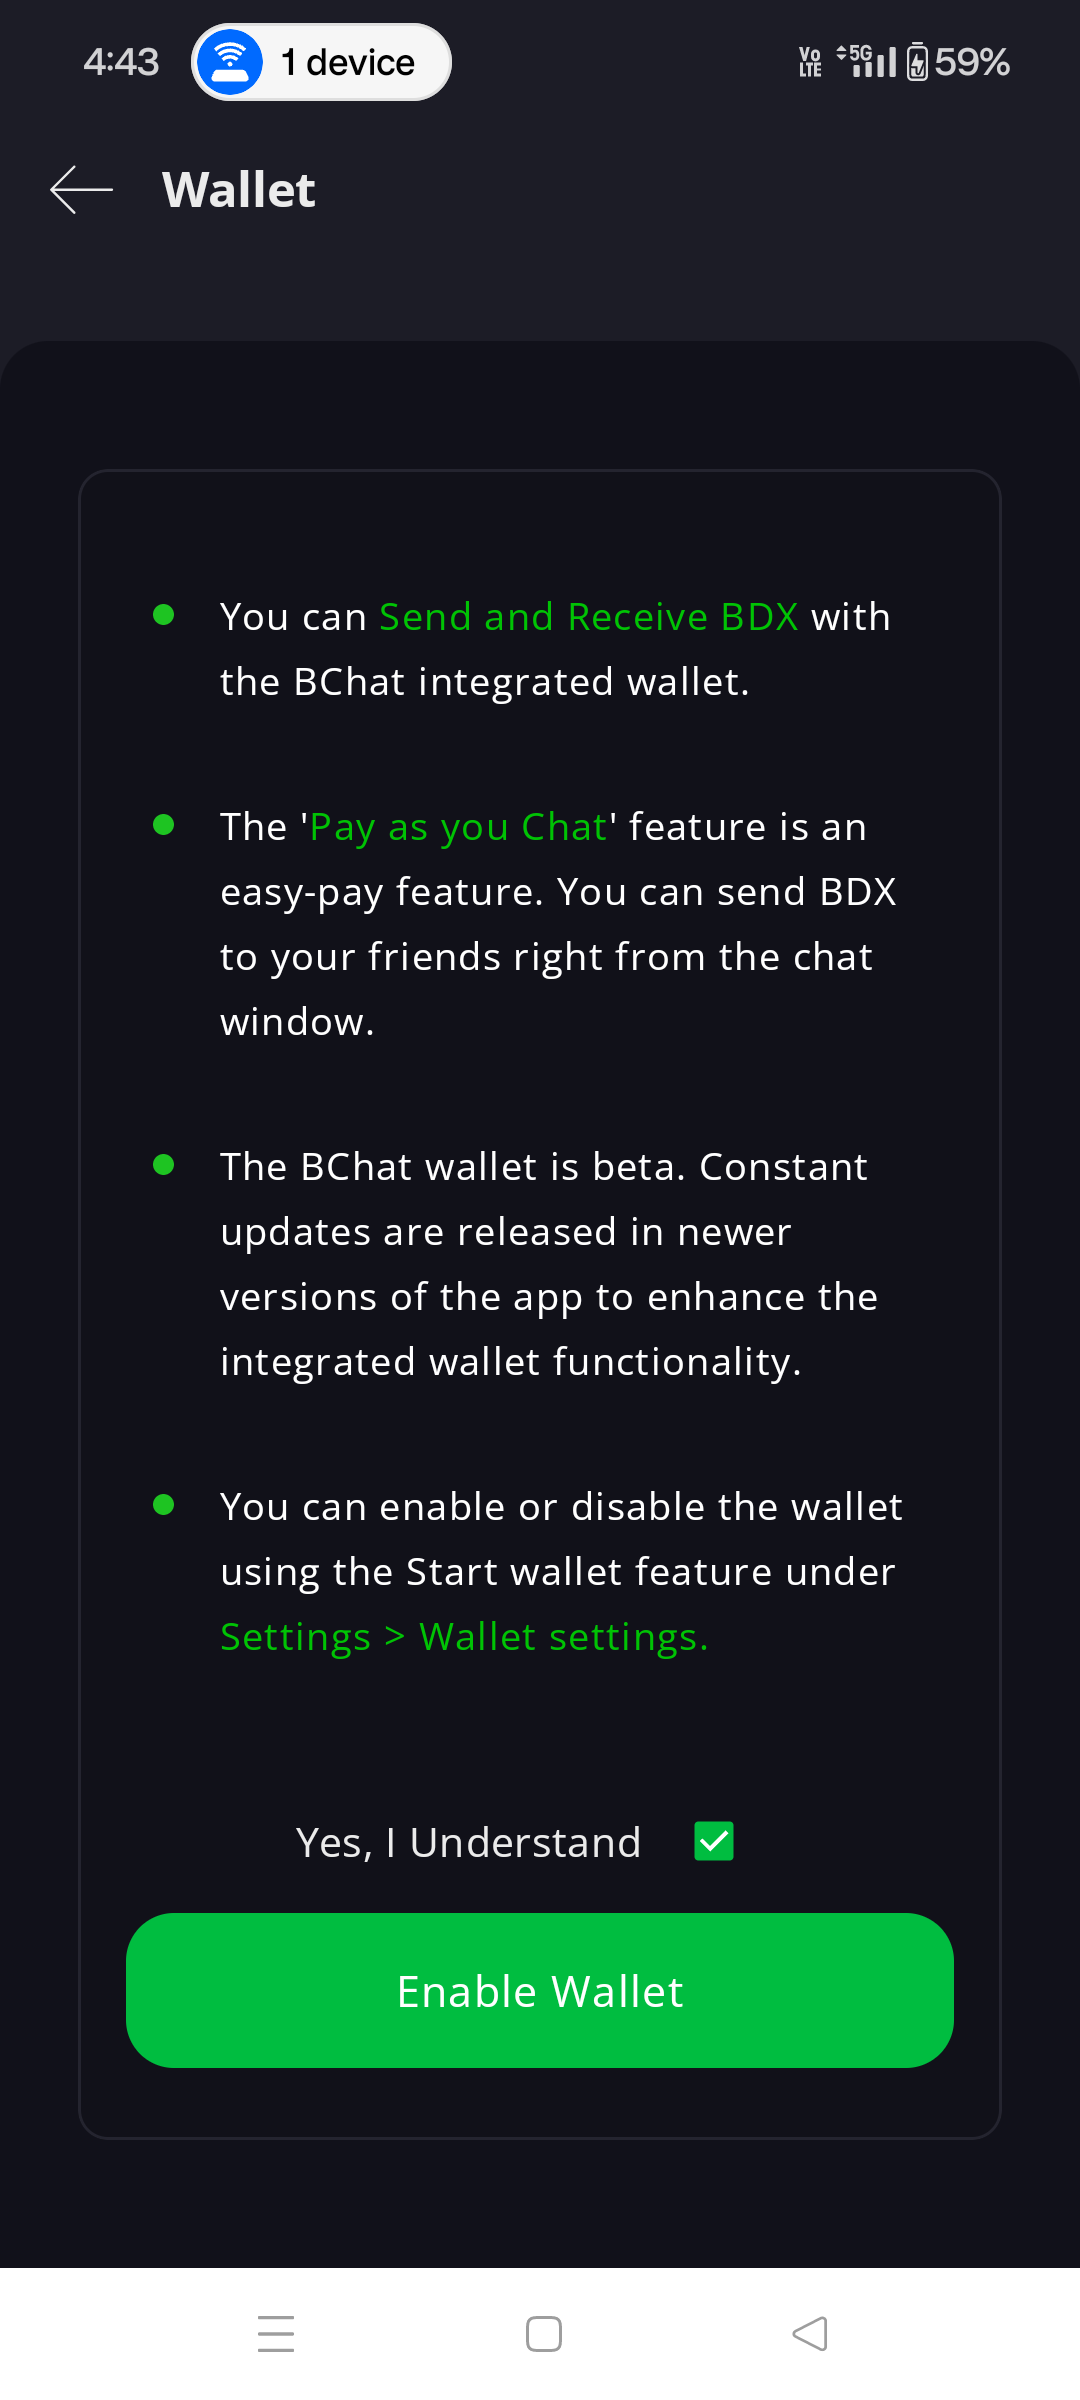 4:43 1 device Vo LTE 5G 59%
Wallet
You can Send and Receive BDX with
the BChat integrated wallet.
The 'Pay as you Chat' feature is an
easy-pay feature. You can send BDX
to your friends right from the chat
window.
The BChat wallet is beta. Constant
updates are released in newer
versions of the app to enhance the
integrated wallet functionality.
You can enable or disable the wallet
using the Start wallet feature under
Settings > Wallet settings.
Yes, I Understand
Enable Wallet